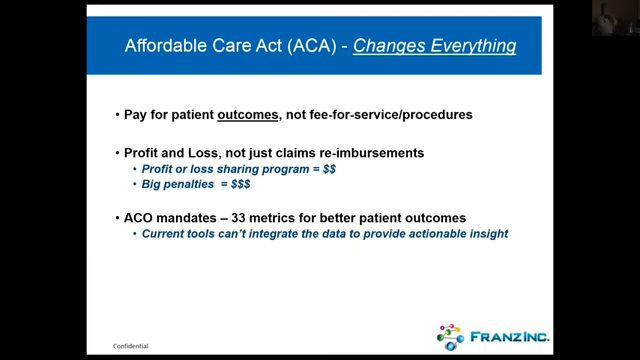 Affordable Care Act (ACA) - Changes Everything
• Pay for patient outcomes, not fee-for-service/procedures
• Profit and Loss, not just claims re-imbursements
• Profit or loss sharing program = $$
• Big penalties = $$$
• ACO mandates – 33 metrics for better patient outcomes
• Current tools can't integrate the data to provide actionable insight
Confidential
FRANZ INC.